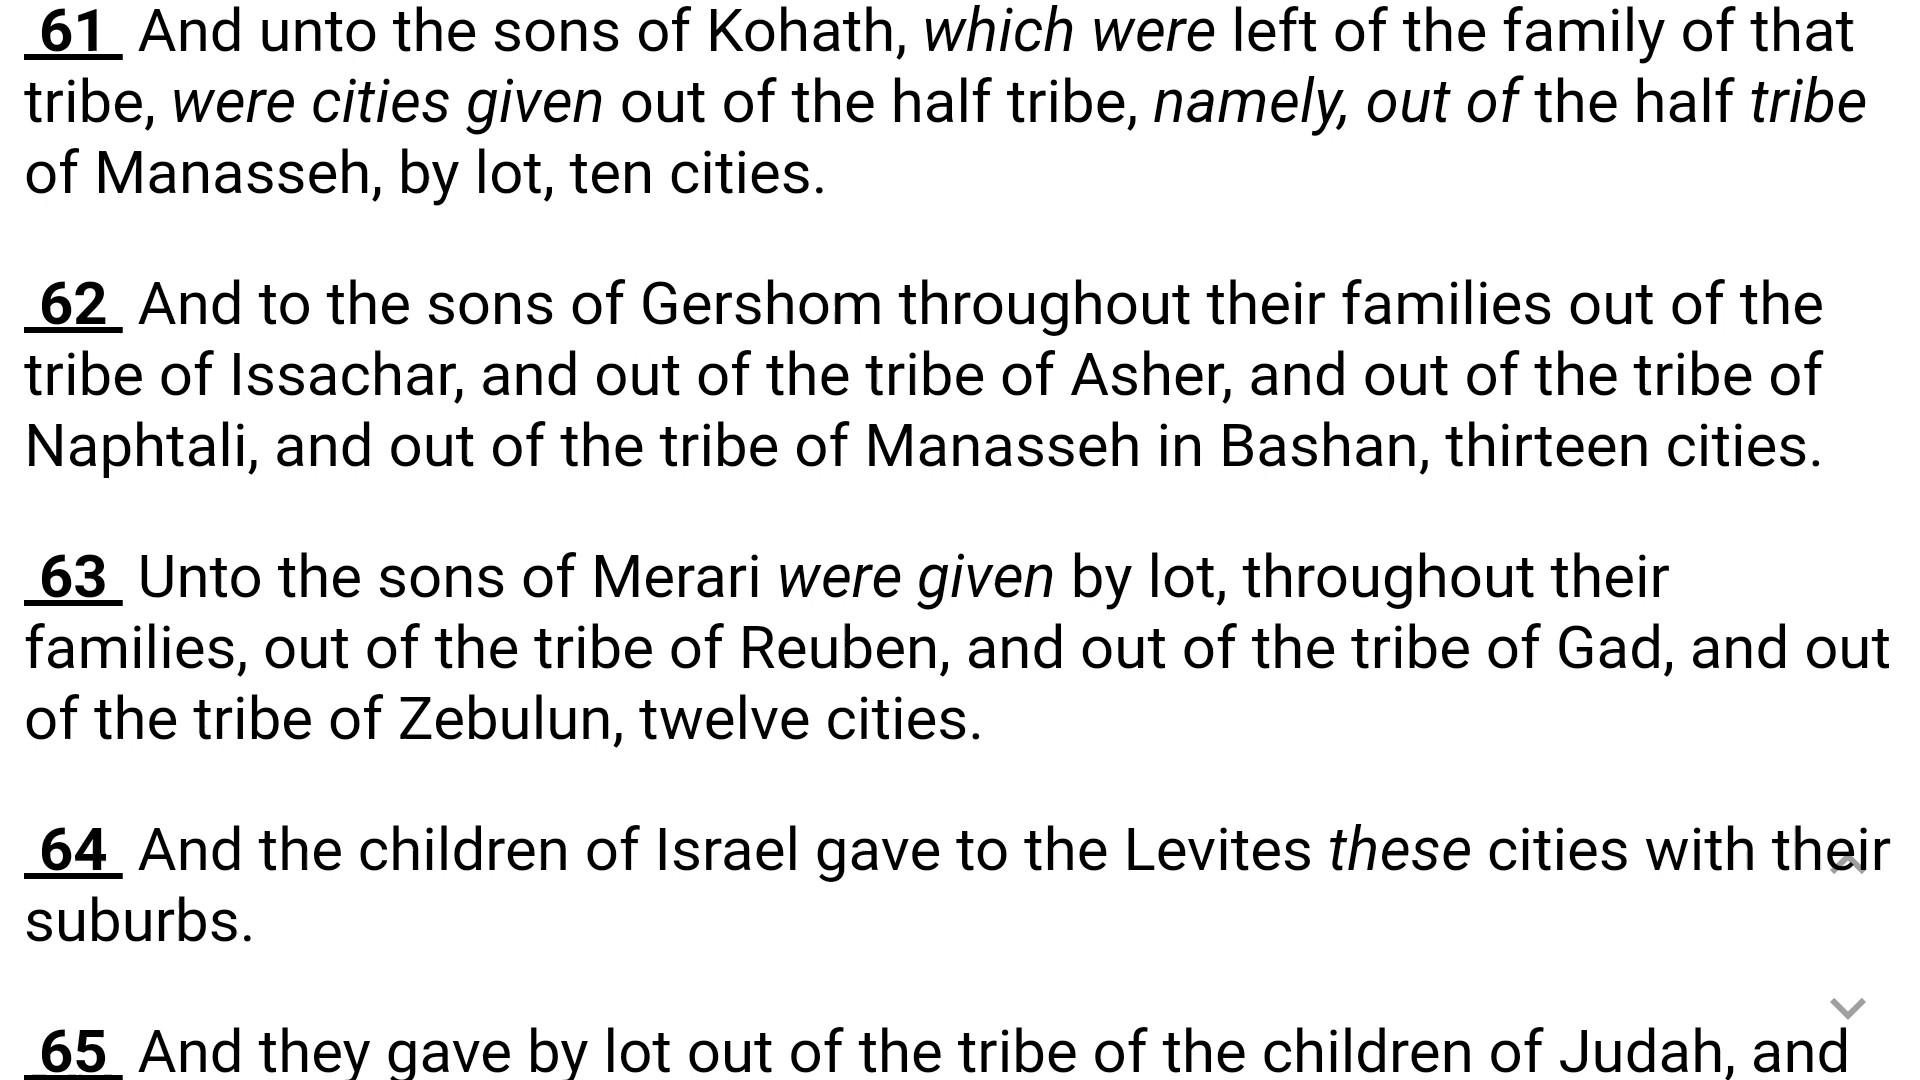 61 And unto the sons of Kohath, which were left of the family of that
tribe, were cities given out of the half tribe, namely, out of the half tribe
of Manasseh, by lot, ten cities.
62 And to the sons of Gershom throughout their families out of the
tribe of Issachar, and out of the tribe of Asher, and out of the tribe of
Naphtali, and out of the tribe of Manasseh in Bashan, thirteen cities.
63 Unto the sons of Merari were given by lot, throughout their
families, out of the tribe of Reuben, and out of the tribe of Gad, and out
of the tribe of Zebulun, twelve cities.
64 And the children of Israel gave to the Levites these cities with their
suburbs.
65 And they gave by lot out of the tribe of the children of Judah, and